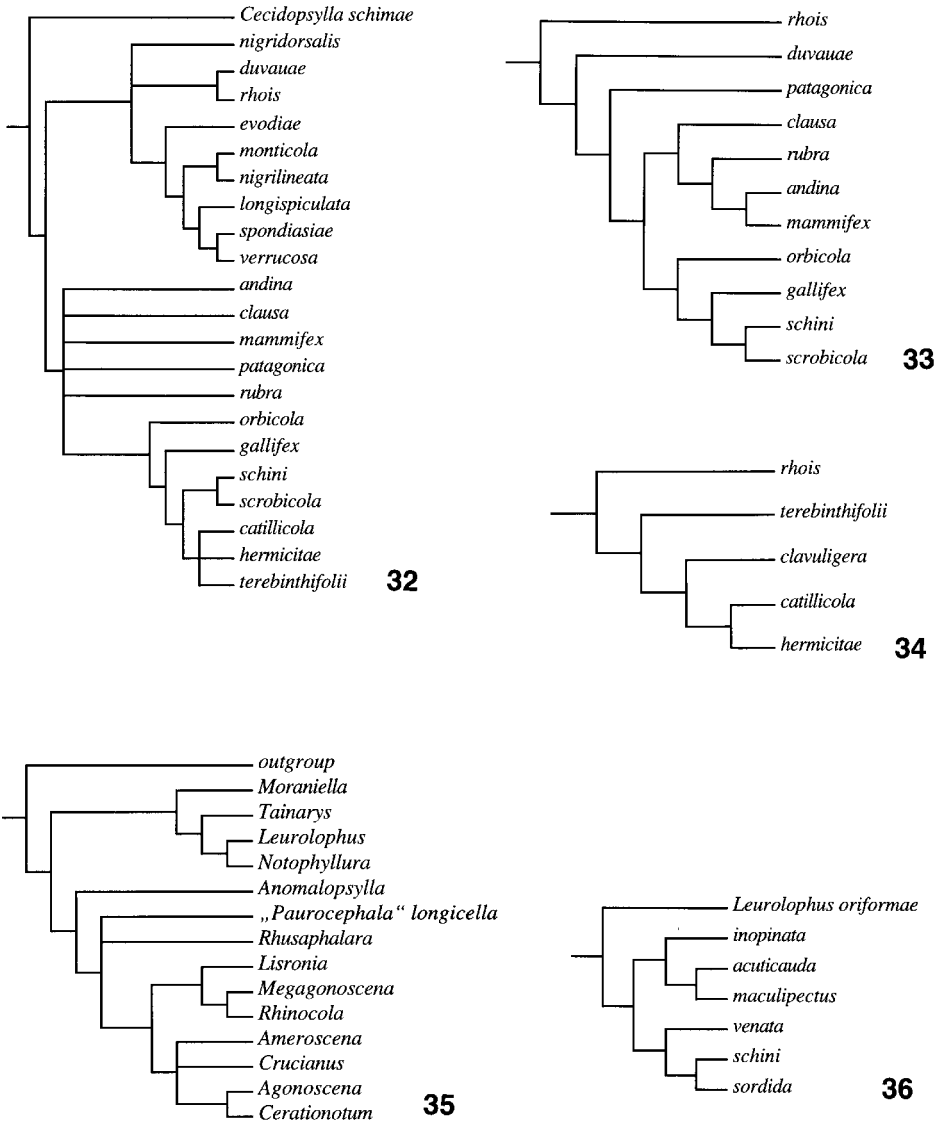 Cecidopsylla schimae
nigridorsalis
duvauae
rhois
evodiae
monticola
nigrilineata
longispiculata
spondiasiae
verrucosa
andina
clausa
mammifex
patagonica
rubra
orbicola
gallifex
schini
scrobicola
catillicola
hermicitae
terebinthifolii
32
rhois
duvauae
patagonica
clausa
rubra
andina
mammifex
orbicola
gallifex
schini
scrobicola
33
rhois
terebinthifolii
clavuligera
catillicola
hermicitae
34
outgroup
Moraniella
Tainarys
Leurolophus
Notophyllura
Anomalopsylla
„Paurocephala“ longicella
Rhusaphalara
Lisronia
Megagonoscena
Rhinocola
Ameroscena
Crucianus
Agonoscena
Cerationotum
35
Leurolophus oriformae
inopinata
acuticauda
maculipectus
venata
schini
sordida
36